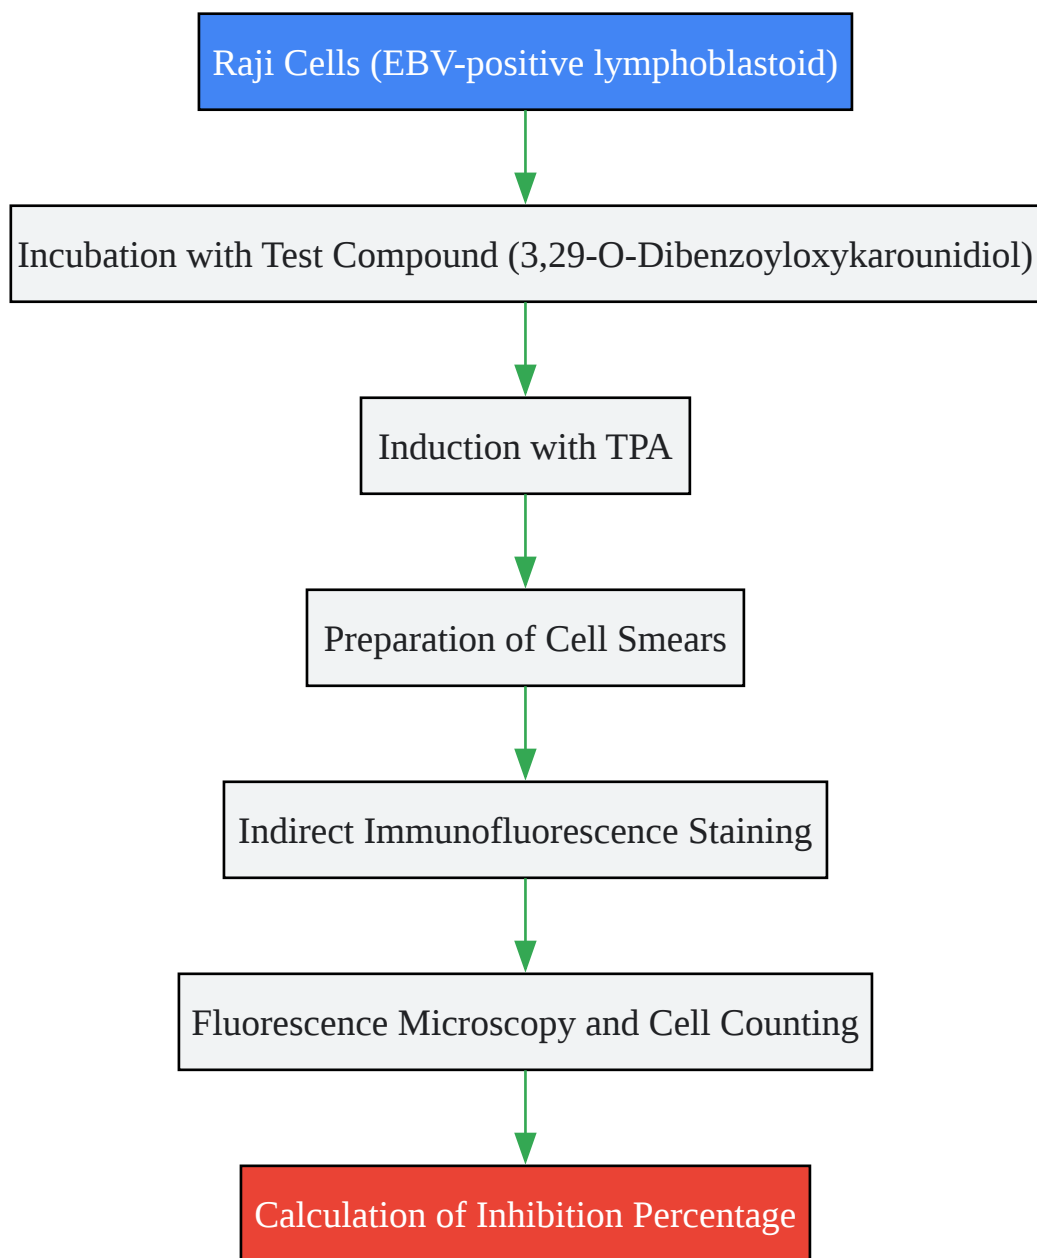 Raji Cells (EBV-positive lymphoblastoid)
Incubation with Test Compound (3,29-O-Dibenzoyloxykarounidiol)
Induction with TPA
Preparation of Cell Smears
Indirect Immunofluorescence Staining
Fluorescence Microscopy and Cell Counting
Calculation of Inhibition Percentage